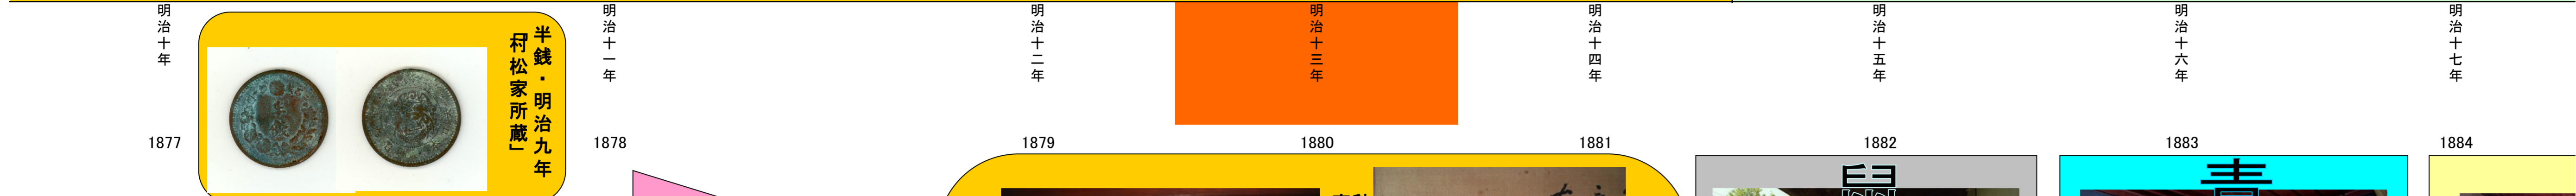 明治十年
1877
半銭・明治九年
「村松家所蔵」
明治十一年
1878
明治十二年
1879
明治十三年
1880
明治十四年
1881
明治十五年
1882
明治十六年
1883
明治十七年
1884